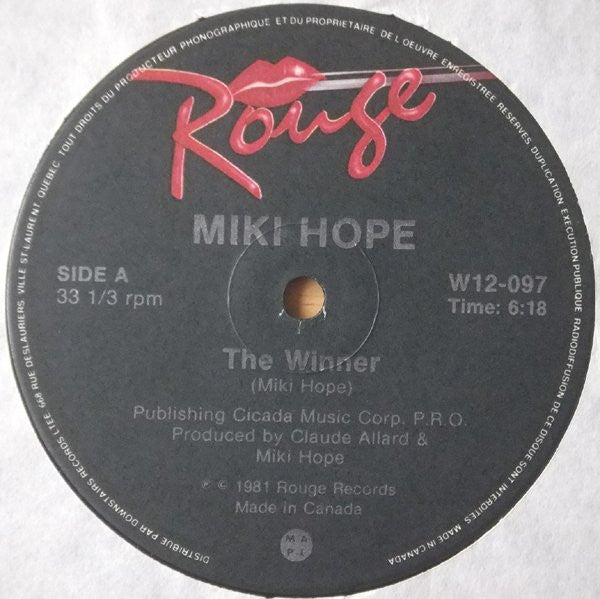 TOUT DROITS DU PRODUCTEUR PHONOGRAPHIQUE ET DU PROPRIETAIRE DE L'OEUVRE ENREGISTREE RESERVES. DUPLICATION EXECUTION PUBLIQUE RADIODIFFUSION DE CE DISQUE SONT INTERDITES. MADE IN CANADA
Rouge
MIKI HOPE
SIDE A
33 1/3 rpm
W12-097
Time: 6:18
The Winner
(Miki Hope)
Publishing Cicada Music Corp. P.R.O.
Produced by Claude Allard &
Miki Hope
℗ © 1981 Rouge Records
Made in Canada
MA
PL
DISTRIBUE PAR DOWNSTAIRS RECORDS LTEE 668 RUE DESLAURIERS VILLE ST-LAURENT QUEBEC